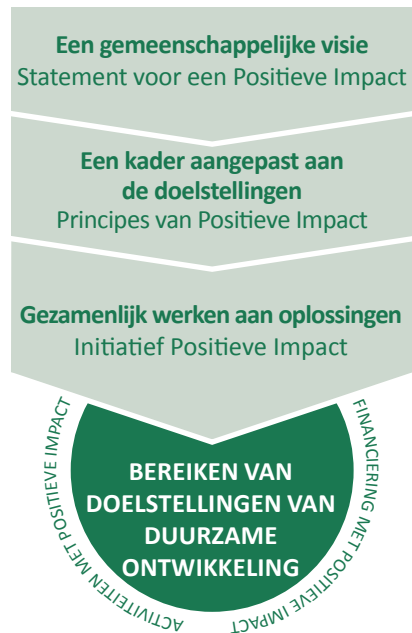 Een gemeenschappelijke visie
Statement voor een Positieve Impact
Een kader aangepast aan
de doelstellingen
Principes van Positieve Impact
Gezamenlijk werken aan oplossingen
Initiatief Positieve Impact
BEREIKEN VAN
DOELSTELLINGEN VAN
DUURZAME
ONTWIKKELING
ACTIVITEITEN MET POSITIEVE IMPACT
FINANCIERING MET POSITIEVE IMPACT